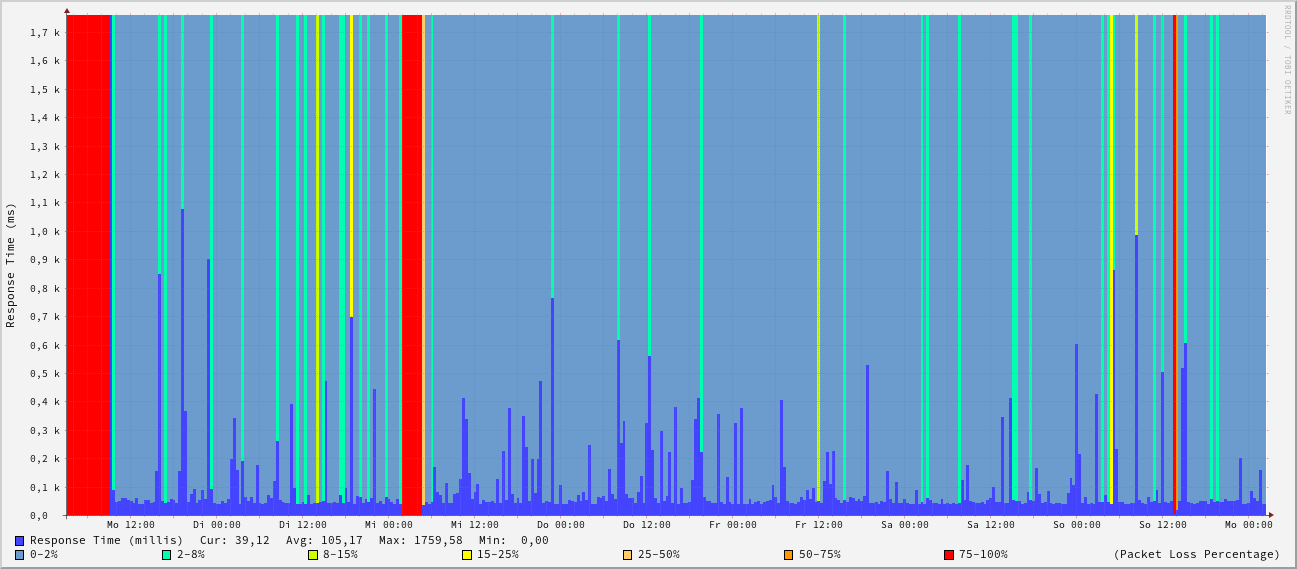 1,7 k
1,6 k
1,5 k
1,4 k
1,3 k
1,2 k
1,1 k
1,0 k
0,9 k
0,8 k
0,7 k
0,6 k
0,5 k
0,4 k
0,3 k
0,2 k
0,1 k
0,0
Response Time (ms)
RRDTOOL / TOBI OETIKER
Mo 12:00 Di 00:00 Di 12:00 Mi 00:00 Mi 12:00 Do 00:00 Do 12:00 Fr 00:00 Fr 12:00 Sa 00:00 Sa 12:00 So 00:00 So 12:00 Mo 00:00
Response Time (millis) Cur: 39,12 Avg: 105,17 Max: 1759,58 Min: 0,00
0-2% 2-8% 8-15% 15-25% 25-50% 50-75% 75-100% (Packet Loss Percentage)